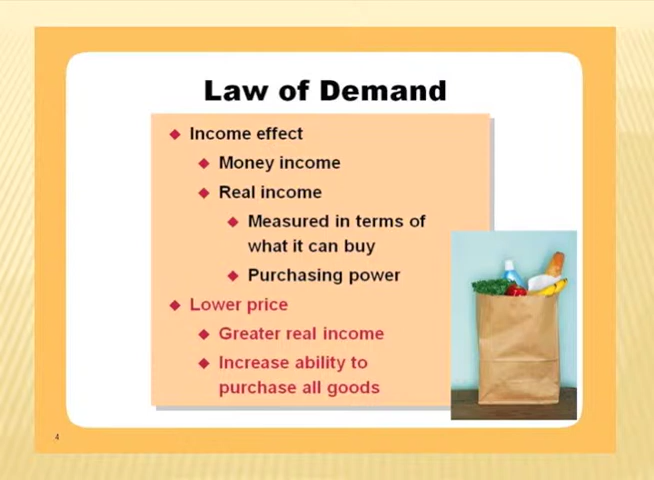 Law of Demand
Income effect
Money income
Real income
Measured in terms of
what it can buy
Purchasing power
Lower price
Greater real income
Increase ability to
purchase all goods
4